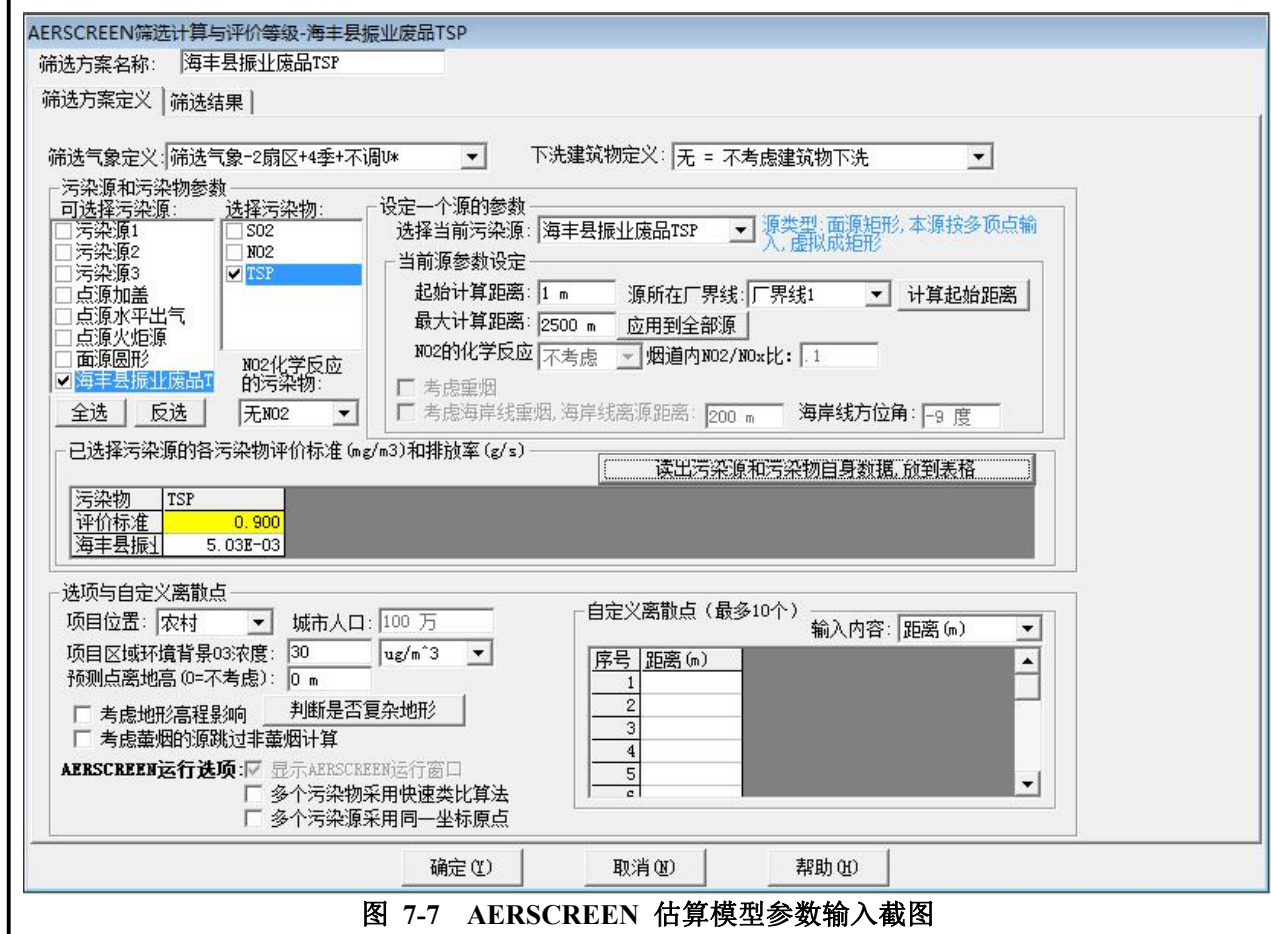 AERSCREEN筛选计算与评价等级-海丰县振业废品TSP
筛选方案名称: 海丰县振业废品TSP
筛选方案定义 筛选结果
筛选气象定义: 筛选气象-2扇区+4季+不调U* 下洗建筑物定义: 无 = 不考虑建筑物下洗
污染源和污染物参数
可选择污染源:
污染源1
污染源2
污染源3
点源加盖
点源水平出气
点源火炬源
面源圆形
海丰县振业废品T
全选 反选
选择污染物:
SO2
NO2
TSP
NO2化学反应
的污染物:
无NO2
设定一个源的参数
选择当前污染源: 海丰县振业废品TSP
源类型:面源矩形,本源按多顶点输
入,虚拟成矩形
当前源参数设定
起始计算距离: 1 m 源所在厂界线: 厂界线1 计算起始距离
最大计算距离: 2500 m 应用到全部源
NO2的化学反应 不考虑 烟道内NO2/NOx比: .1
考虑重烟
考虑海岸线重烟,海岸线离源距离: 200 m 海岸线方位角: -9 度
已选择污染源的各污染物评价标准(mg/m3)和排放率(g/s)
读出污染源和污染物自身数据,放到表格
污染物 TSP
评价标准 0.900
海丰县振业 5.03E-03
选项与自定义离散点
项目位置: 农村 城市人口: 100 万
项目区域环境背景O3浓度: 30 ug/m^3
预测点离地高(0=不考虑): 0 m
考虑地形高程影响 判断是否复杂地形
考虑薰烟的源跳过非薰烟计算
AERSCREEN运行选项: 显示AERSCREEN运行窗口
多个污染物采用快速类比算法
多个污染源采用同一坐标原点
自定义离散点(最多10个)
输入内容: 距离(m)
序号 距离(m)
1
2
3
4
5
6
确定(Y) 取消(N) 帮助(H)
图 7-7 AERSCREEN 估算模型参数输入截图